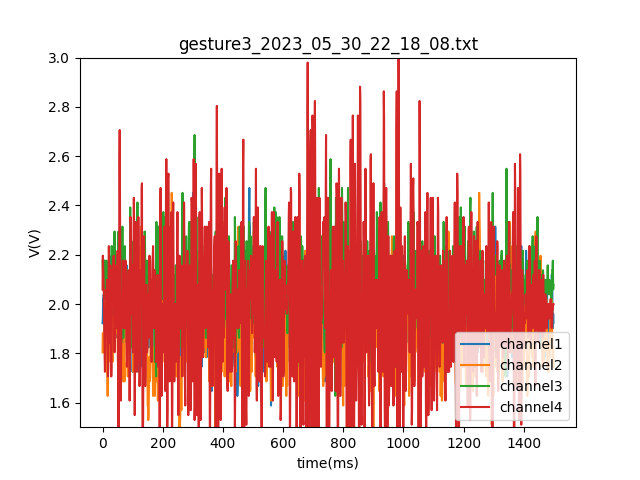 gesture3_2023_05_30_22_18_08.txt
3.0
2.8
2.6
2.4
2.2
2.0
1.8
1.6
V(V)
channel1
channel2
channel3
channel4
0 200 400 600 800 1000 1200 1400
time(ms)